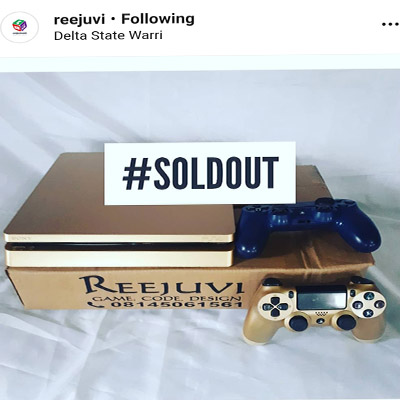 reejuvi • Following
Delta State Warri
#SOLDOUT
REEJUVI
GAME. CODE. DESIGN
08145061561